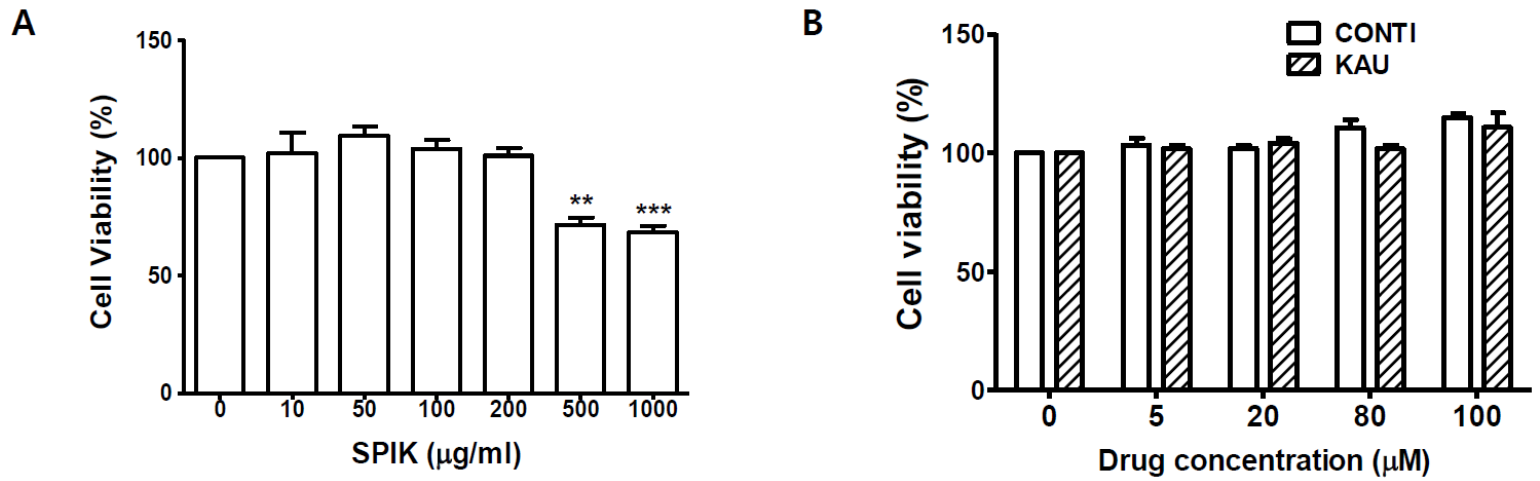 A
150
100
50
0
Cell Viability (%)
** ***
0 10 50 100 200 500 1000
SPIK (μg/ml)
B
CONTI
KAU
150
100
50
0
Cell viability (%)
0 5 20 80 100
Drug concentration (μM)